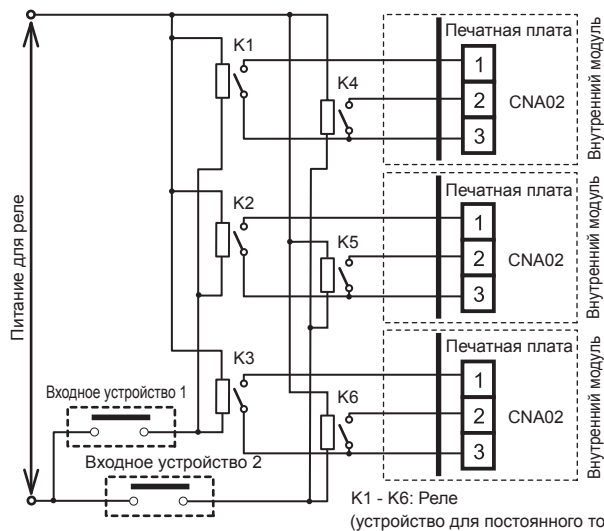 Питание для реле
K1
K4
Печатная плата
1
2
3
CNA02
Внутренний модуль
K2
K5
Печатная плата
1
2
3
CNA02
Внутренний модуль
K3
K6
Печатная плата
1
2
3
CNA02
Внутренний модуль
Входное устройство 1
Входное устройство 2
K1 - K6: Реле
(устройство для постоянного то